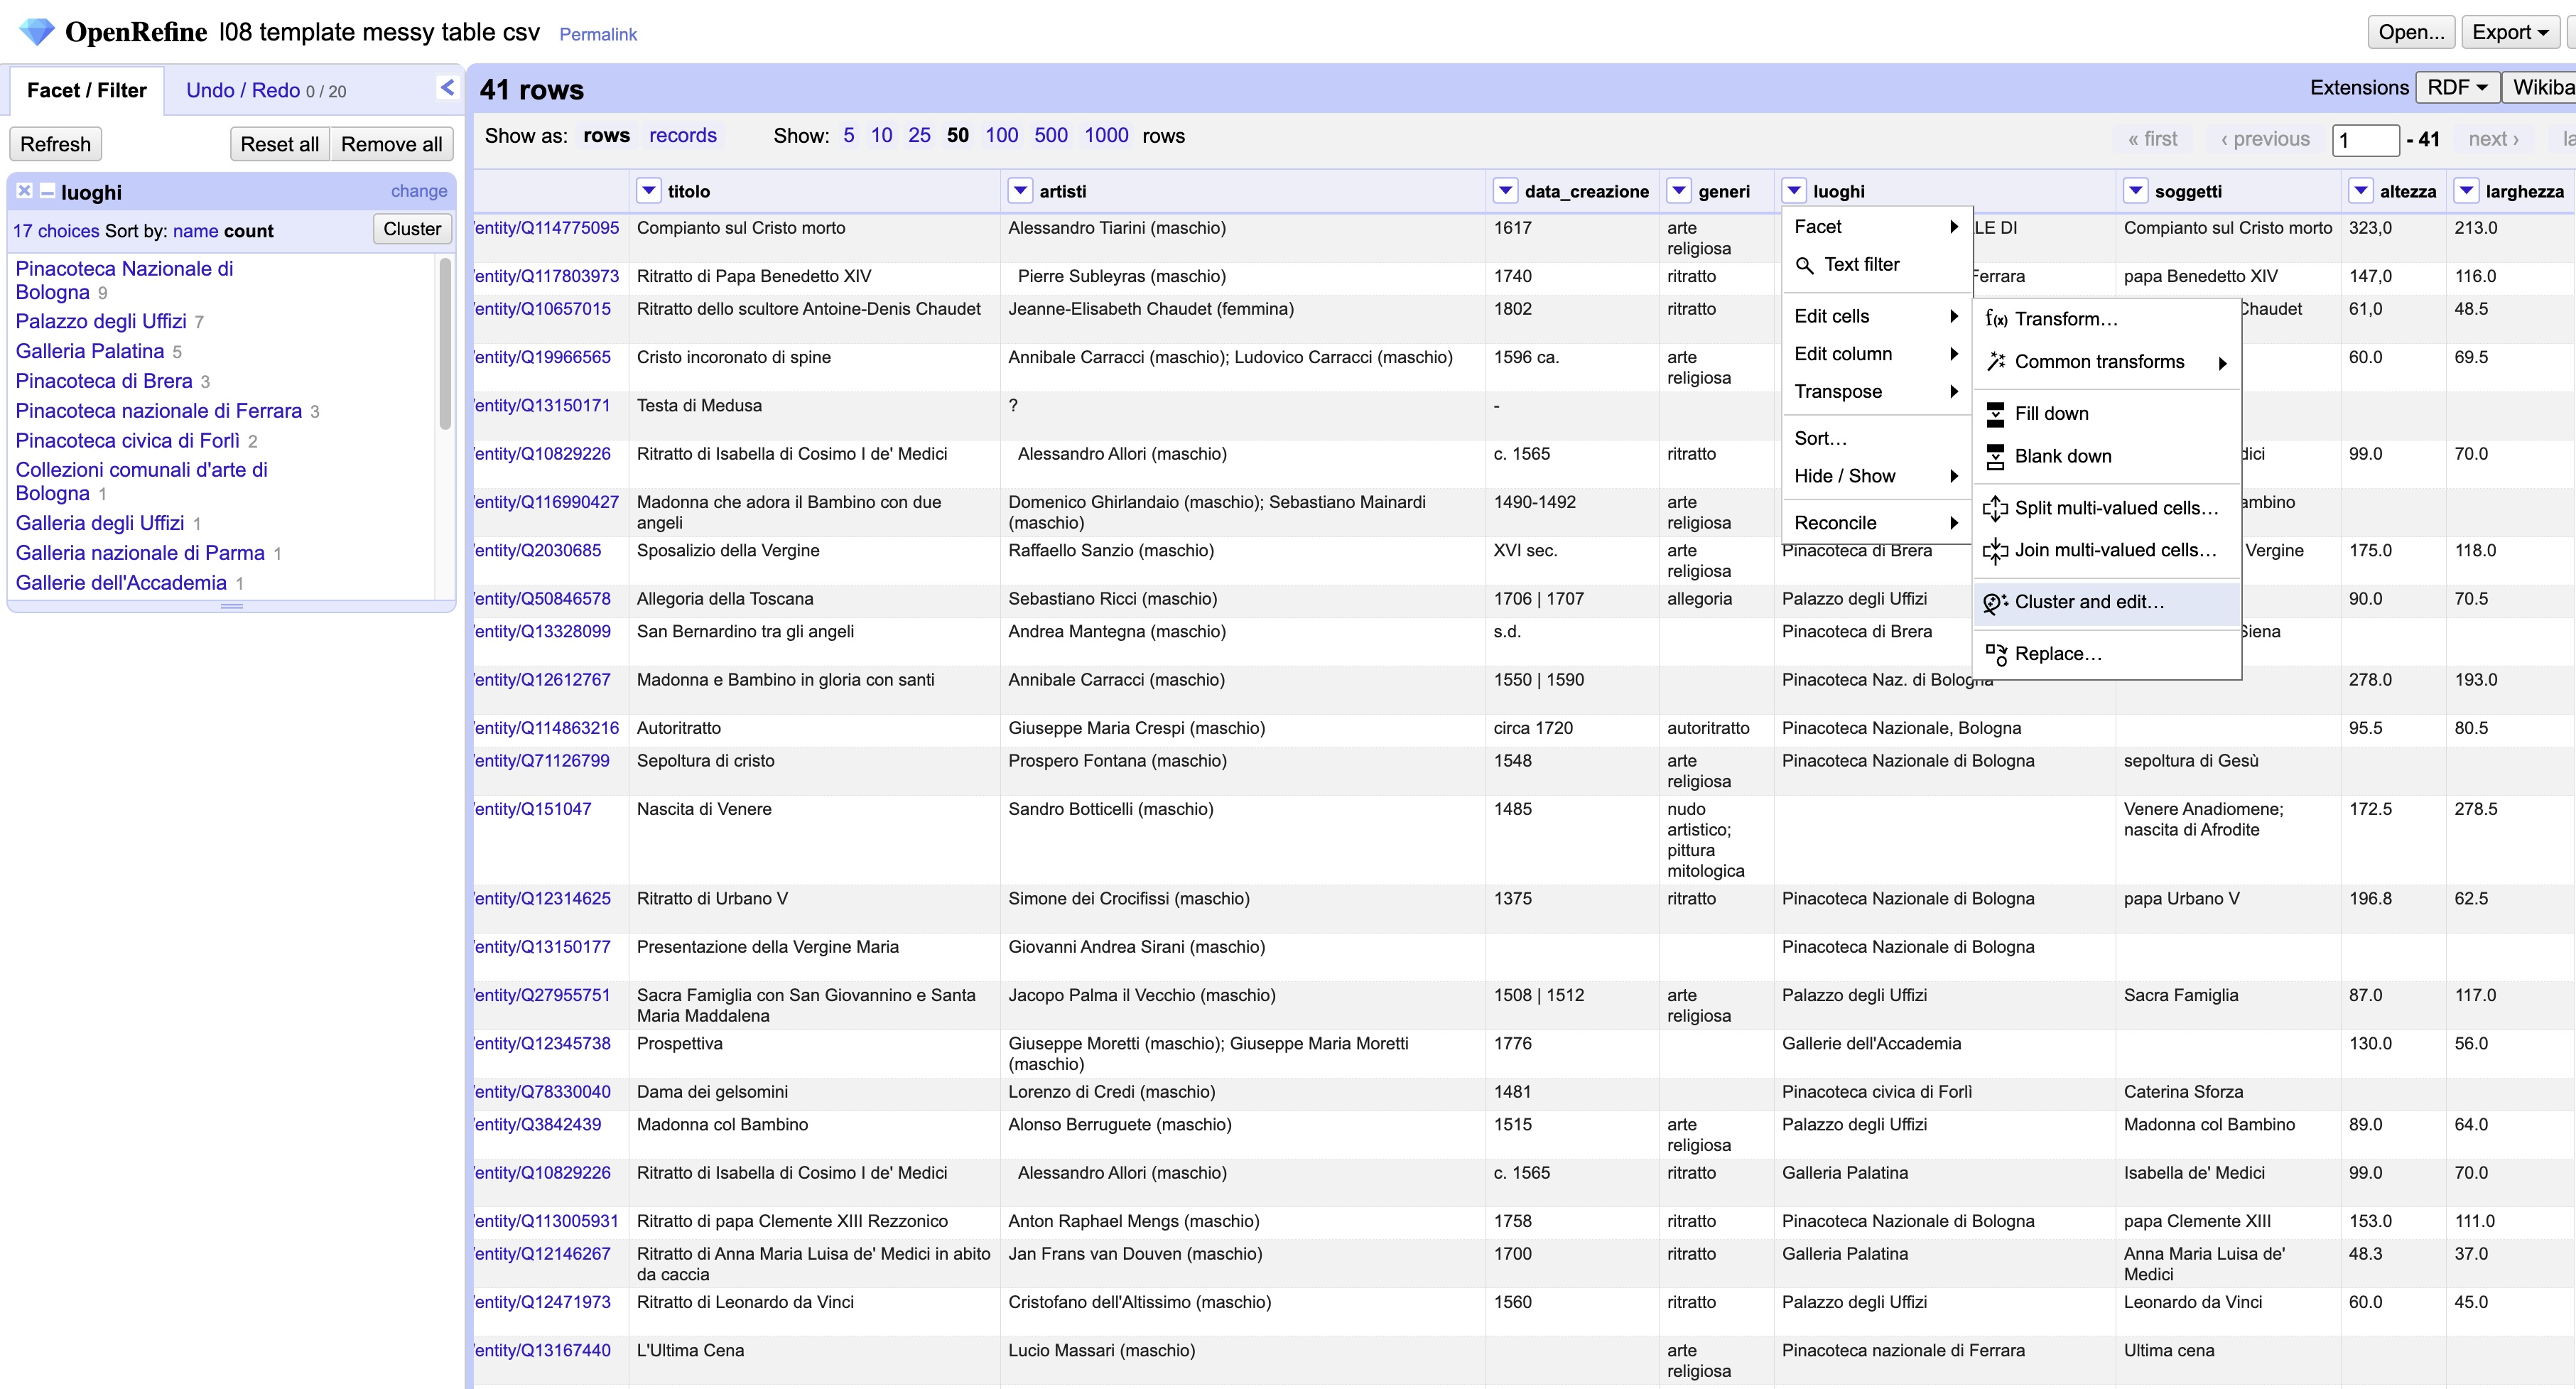 OpenRefine l08 template messy table csv Permalink Open... Export
Facet / Filter Undo / Redo 0 / 20
41 rows Extensions RDF
Refresh Reset all Remove all
Show as: rows records Show: 5 10 25 50 100 500 1000 rows « first ‹ previous 1 - 41 next ›
luoghi change
17 choices Sort by: name count Cluster
Pinacoteca Nazionale di
Bologna 9
Palazzo degli Uffizi 7
Galleria Palatina 5
Pinacoteca di Brera 3
Pinacoteca nazionale di Ferrara 3
Pinacoteca civica di Forlì 2
Collezioni comunali d'arte di
Bologna 1
Galleria degli Uffizi 1
Galleria nazionale di Parma 1
Gallerie dell'Accademia 1
titolo artisti data_creazione generi luoghi soggetti altezza larghezza
entity/Q114775095 Compianto sul Cristo morto Alessandro Tiarini (maschio) 1617 arte LE DI Compianto sul Cristo morto 323,0 213.0
religiosa
entity/Q117803973 Ritratto di Papa Benedetto XIV Pierre Subleyras (maschio) 1740 ritratto Ferrara papa Benedetto XIV 147,0 116.0
entity/Q10657015 Ritratto dello scultore Antoine-Denis Chaudet Jeanne-Elisabeth Chaudet (femmina) 1802 ritratto Chaudet 61,0 48.5
entity/Q19966565 Cristo incoronato di spine Annibale Carracci (maschio); Ludovico Carracci (maschio) 1596 ca. arte 60.0 69.5
religiosa
entity/Q13150171 Testa di Medusa ? -
entity/Q10829226 Ritratto di Isabella di Cosimo I de' Medici Alessandro Allori (maschio) c. 1565 ritratto dici 99.0 70.0
entity/Q116990427 Madonna che adora il Bambino con due Domenico Ghirlandaio (maschio); Sebastiano Mainardi 1490-1492 arte ambino
angeli (maschio) religiosa
entity/Q2030685 Sposalizio della Vergine Raffaello Sanzio (maschio) XVI sec. arte Pinacoteca di Brera Vergine 175.0 118.0
religiosa
entity/Q50846578 Allegoria della Toscana Sebastiano Ricci (maschio) 1706 | 1707 allegoria Palazzo degli Uffizi 90.0 70.5
entity/Q13328099 San Bernardino tra gli angeli Andrea Mantegna (maschio) s.d. Pinacoteca di Brera Siena
entity/Q12612767 Madonna e Bambino in gloria con santi Annibale Carracci (maschio) 1550 | 1590 Pinacoteca Naz. di Bologna 278.0 193.0
entity/Q114863216 Autoritratto Giuseppe Maria Crespi (maschio) circa 1720 autoritratto Pinacoteca Nazionale, Bologna 95.5 80.5
entity/Q71126799 Sepoltura di cristo Prospero Fontana (maschio) 1548 arte Pinacoteca Nazionale di Bologna sepoltura di Gesù
religiosa
entity/Q151047 Nascita di Venere Sandro Botticelli (maschio) 1485 nudo Venere Anadiomene; 172.5 278.5
artistico; nascita di Afrodite
pittura
mitologica
entity/Q12314625 Ritratto di Urbano V Simone dei Crocifissi (maschio) 1375 ritratto Pinacoteca Nazionale di Bologna papa Urbano V 196.8 62.5
entity/Q13150177 Presentazione della Vergine Maria Giovanni Andrea Sirani (maschio) Pinacoteca Nazionale di Bologna
entity/Q27955751 Sacra Famiglia con San Giovannino e Santa Jacopo Palma il Vecchio (maschio) 1508 | 1512 arte Palazzo degli Uffizi Sacra Famiglia 87.0 117.0
Maria Maddalena religiosa
entity/Q12345738 Prospettiva Giuseppe Moretti (maschio); Giuseppe Maria Moretti 1776 Gallerie dell'Accademia 130.0 56.0
(maschio)
entity/Q78330040 Dama dei gelsomini Lorenzo di Credi (maschio) 1481 Pinacoteca civica di Forlì Caterina Sforza
entity/Q3842439 Madonna col Bambino Alonso Berruguete (maschio) 1515 arte Palazzo degli Uffizi Madonna col Bambino 89.0 64.0
religiosa
entity/Q10829226 Ritratto di Isabella di Cosimo I de' Medici Alessandro Allori (maschio) c. 1565 ritratto Galleria Palatina Isabella de' Medici 99.0 70.0
entity/Q113005931 Ritratto di papa Clemente XIII Rezzonico Anton Raphael Mengs (maschio) 1758 ritratto Pinacoteca Nazionale di Bologna papa Clemente XIII 153.0 111.0
entity/Q12146267 Ritratto di Anna Maria Luisa de' Medici in abito Jan Frans van Douven (maschio) 1700 ritratto Galleria Palatina Anna Maria Luisa de' 48.3 37.0
da caccia Medici
entity/Q12471973 Ritratto di Leonardo da Vinci Cristofano dell'Altissimo (maschio) 1560 ritratto Palazzo degli Uffizi Leonardo da Vinci 60.0 45.0
entity/Q13167440 L'Ultima Cena Lucio Massari (maschio) arte Pinacoteca nazionale di Ferrara Ultima cena
religiosa
Facet
Text filter
Edit cells
Edit column
Transpose
Sort…
Hide / Show
Reconcile
f(x) Transform…
Common transforms
Fill down
Blank down
Split multi-valued cells…
Join multi-valued cells…
Cluster and edit…
Replace…